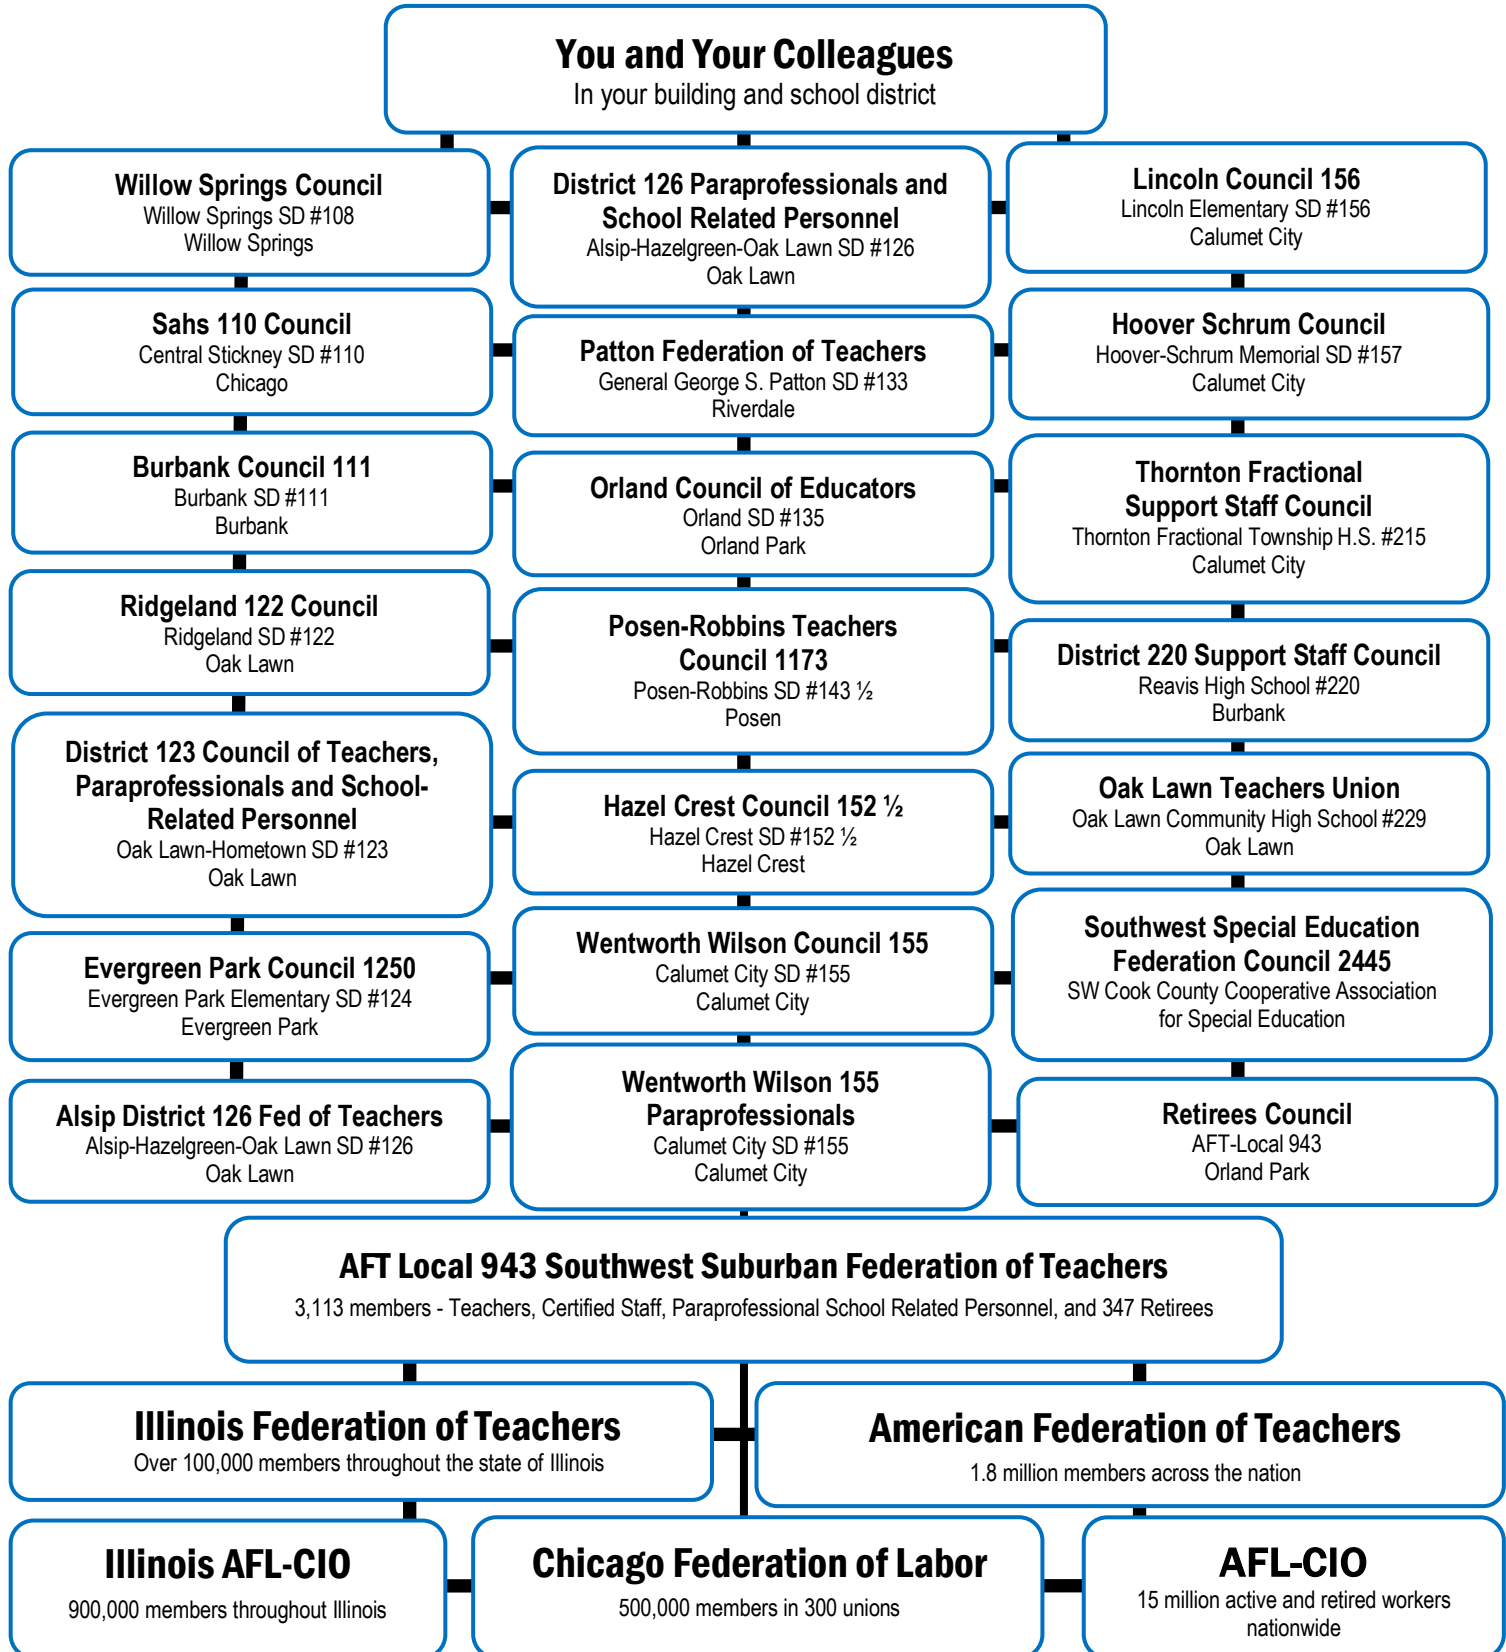 You and Your Colleagues
In your building and school district
Willow Springs Council
Willow Springs SD #108
Willow Springs
District 126 Paraprofessionals and
School Related Personnel
Alsip-Hazelgreen-Oak Lawn SD #126
Oak Lawn
Lincoln Council 156
Lincoln Elementary SD #156
Calumet City
Sahs 110 Council
Central Stickney SD #110
Chicago
Patton Federation of Teachers
General George S. Patton SD #133
Riverdale
Hoover Schrum Council
Hoover-Schrum Memorial SD #157
Calumet City
Burbank Council 111
Burbank SD #111
Burbank
Orland Council of Educators
Orland SD #135
Orland Park
Thornton Fractional
Support Staff Council
Thornton Fractional Township H.S. #215
Calumet City
Ridgeland 122 Council
Ridgeland SD #122
Oak Lawn
Posen-Robbins Teachers
Council 1173
Posen-Robbins SD #143 ½
Posen
District 220 Support Staff Council
Reavis High School #220
Burbank
District 123 Council of Teachers,
Paraprofessionals and School-
Related Personnel
Oak Lawn-Hometown SD #123
Oak Lawn
Hazel Crest Council 152 ½
Hazel Crest SD #152 ½
Hazel Crest
Oak Lawn Teachers Union
Oak Lawn Community High School #229
Oak Lawn
Evergreen Park Council 1250
Evergreen Park Elementary SD #124
Evergreen Park
Wentworth Wilson Council 155
Calumet City SD #155
Calumet City
Southwest Special Education
Federation Council 2445
SW Cook County Cooperative Association
for Special Education
Alsip District 126 Fed of Teachers
Alsip-Hazelgreen-Oak Lawn SD #126
Oak Lawn
Wentworth Wilson 155
Paraprofessionals
Calumet City SD #155
Calumet City
Retirees Council
AFT-Local 943
Orland Park
AFT Local 943 Southwest Suburban Federation of Teachers
3,113 members - Teachers, Certified Staff, Paraprofessional School Related Personnel, and 347 Retirees
Illinois Federation of Teachers
Over 100,000 members throughout the state of Illinois
American Federation of Teachers
1.8 million members across the nation
Illinois AFL-CIO
900,000 members throughout Illinois
Chicago Federation of Labor
500,000 members in 300 unions
AFL-CIO
15 million active and retired workers
nationwide